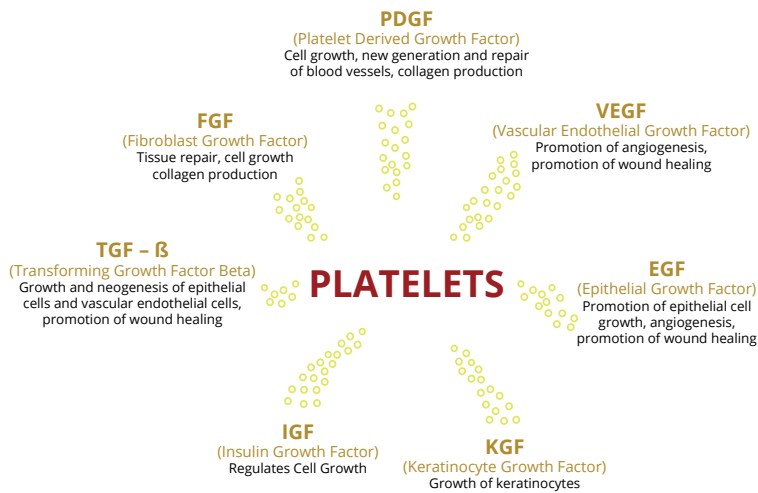 PDGF
(Platelet Derived Growth Factor)
Cell growth, new generation and repair
of blood vessels, collagen production
FGF
(Fibroblast Growth Factor)
Tissue repair, cell growth
collagen production
VEGF
(Vascular Endothelial Growth Factor)
Promotion of angiogenesis,
promotion of wound healing
TGF – ß
(Transforming Growth Factor Beta)
Growth and neogenesis of epithelial
cells and vascular endothelial cells,
promotion of wound healing
PLATELETS
EGF
(Epithelial Growth Factor)
Promotion of epithelial cell
growth, angiogenesis,
promotion of wound healing
IGF
(Insulin Growth Factor)
Regulates Cell Growth
KGF
(Keratinocyte Growth Factor)
Growth of keratinocytes